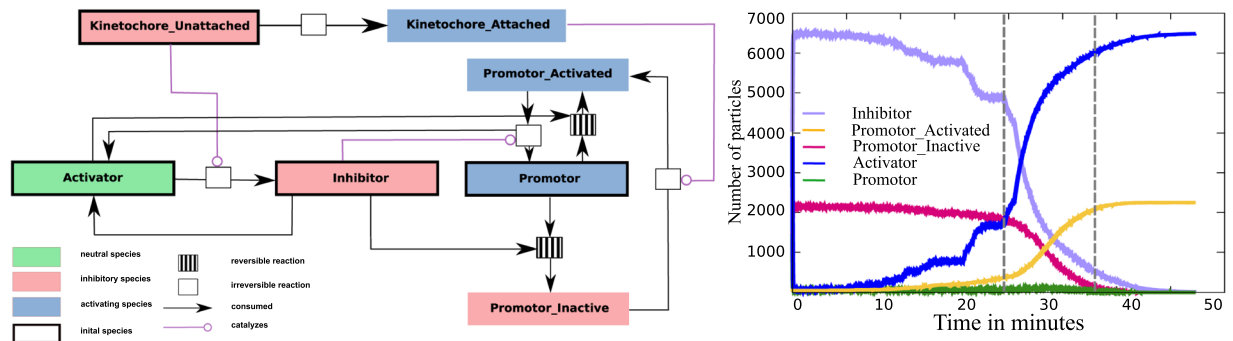 Kinetochore_Unattached
Kinetochore_Attached
Promotor_Activated
Activator
Inhibitor
Promotor
Promotor_Inactive
neutral species
inhibitory species
activating species
inital species
reversible reaction
irreversible reaction
consumed
catalyzes
Number of particles
7000
6000
5000
4000
3000
2000
1000
Inhibitor
Promotor_Activated
Promotor_Inactive
Activator
Promotor
0 10 20 30 40 50
Time in minutes